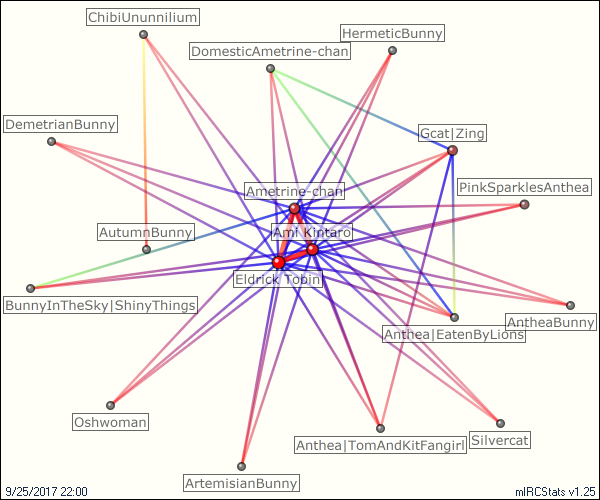 ChibiUnunnilium
HermeticBunny
DomesticAmetrine-chan
DemetrianBunny
Gcat|Zing
PinkSparklesAnthea
Ametrine-chan
AutumnBunny
Ami Kintaro
Eldrick Tobin
BunnyInTheSky|ShinyThings
AntheaBunny
Anthea|EatenByLions
Oshwoman
Anthea|TomAndKitFangirl
Silvercat
ArtemisianBunny
9/25/2017 22:00
mIRCStats v1.25